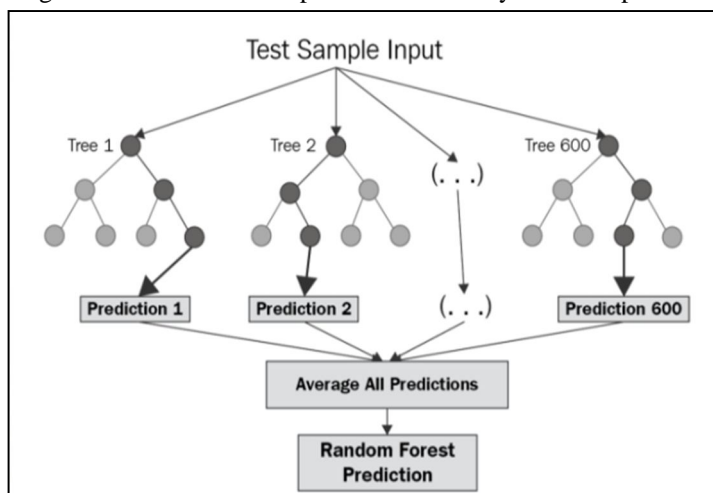 Test Sample Input
Tree 1
Tree 2
(. . .)
Tree 600
Prediction 1
Prediction 2
(. . .)
Prediction 600
Average All Predictions
Random Forest
Prediction